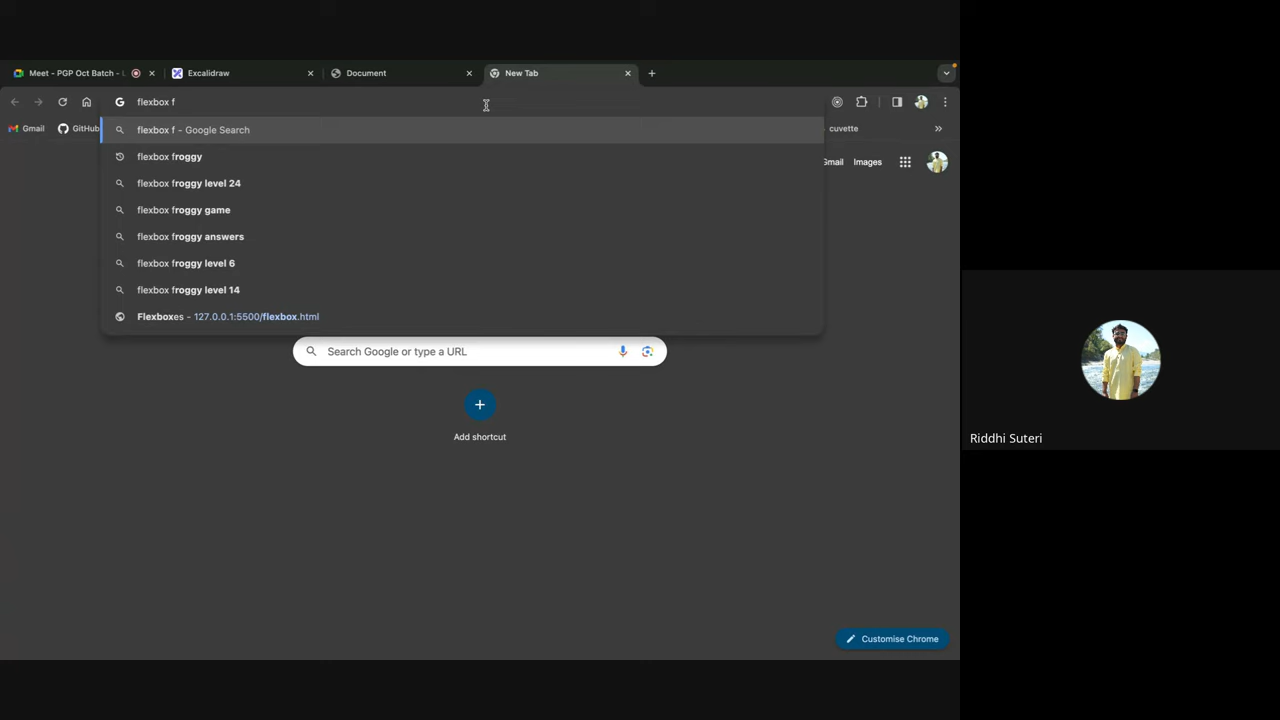 Meet - PGP Oct Batch -
Excalidraw
Document
New Tab
flexbox f
Gmail
GitHub
cuvette
flexbox f - Google Search
flexbox froggy
Gmail
Images
flexbox froggy level 24
flexbox froggy game
flexbox froggy answers
flexbox froggy level 6
flexbox froggy level 14
Flexboxes - 127.0.0.1:5500/flexbox.html
Search Google or type a URL
Add shortcut
Riddhi Suteri
Customise Chrome